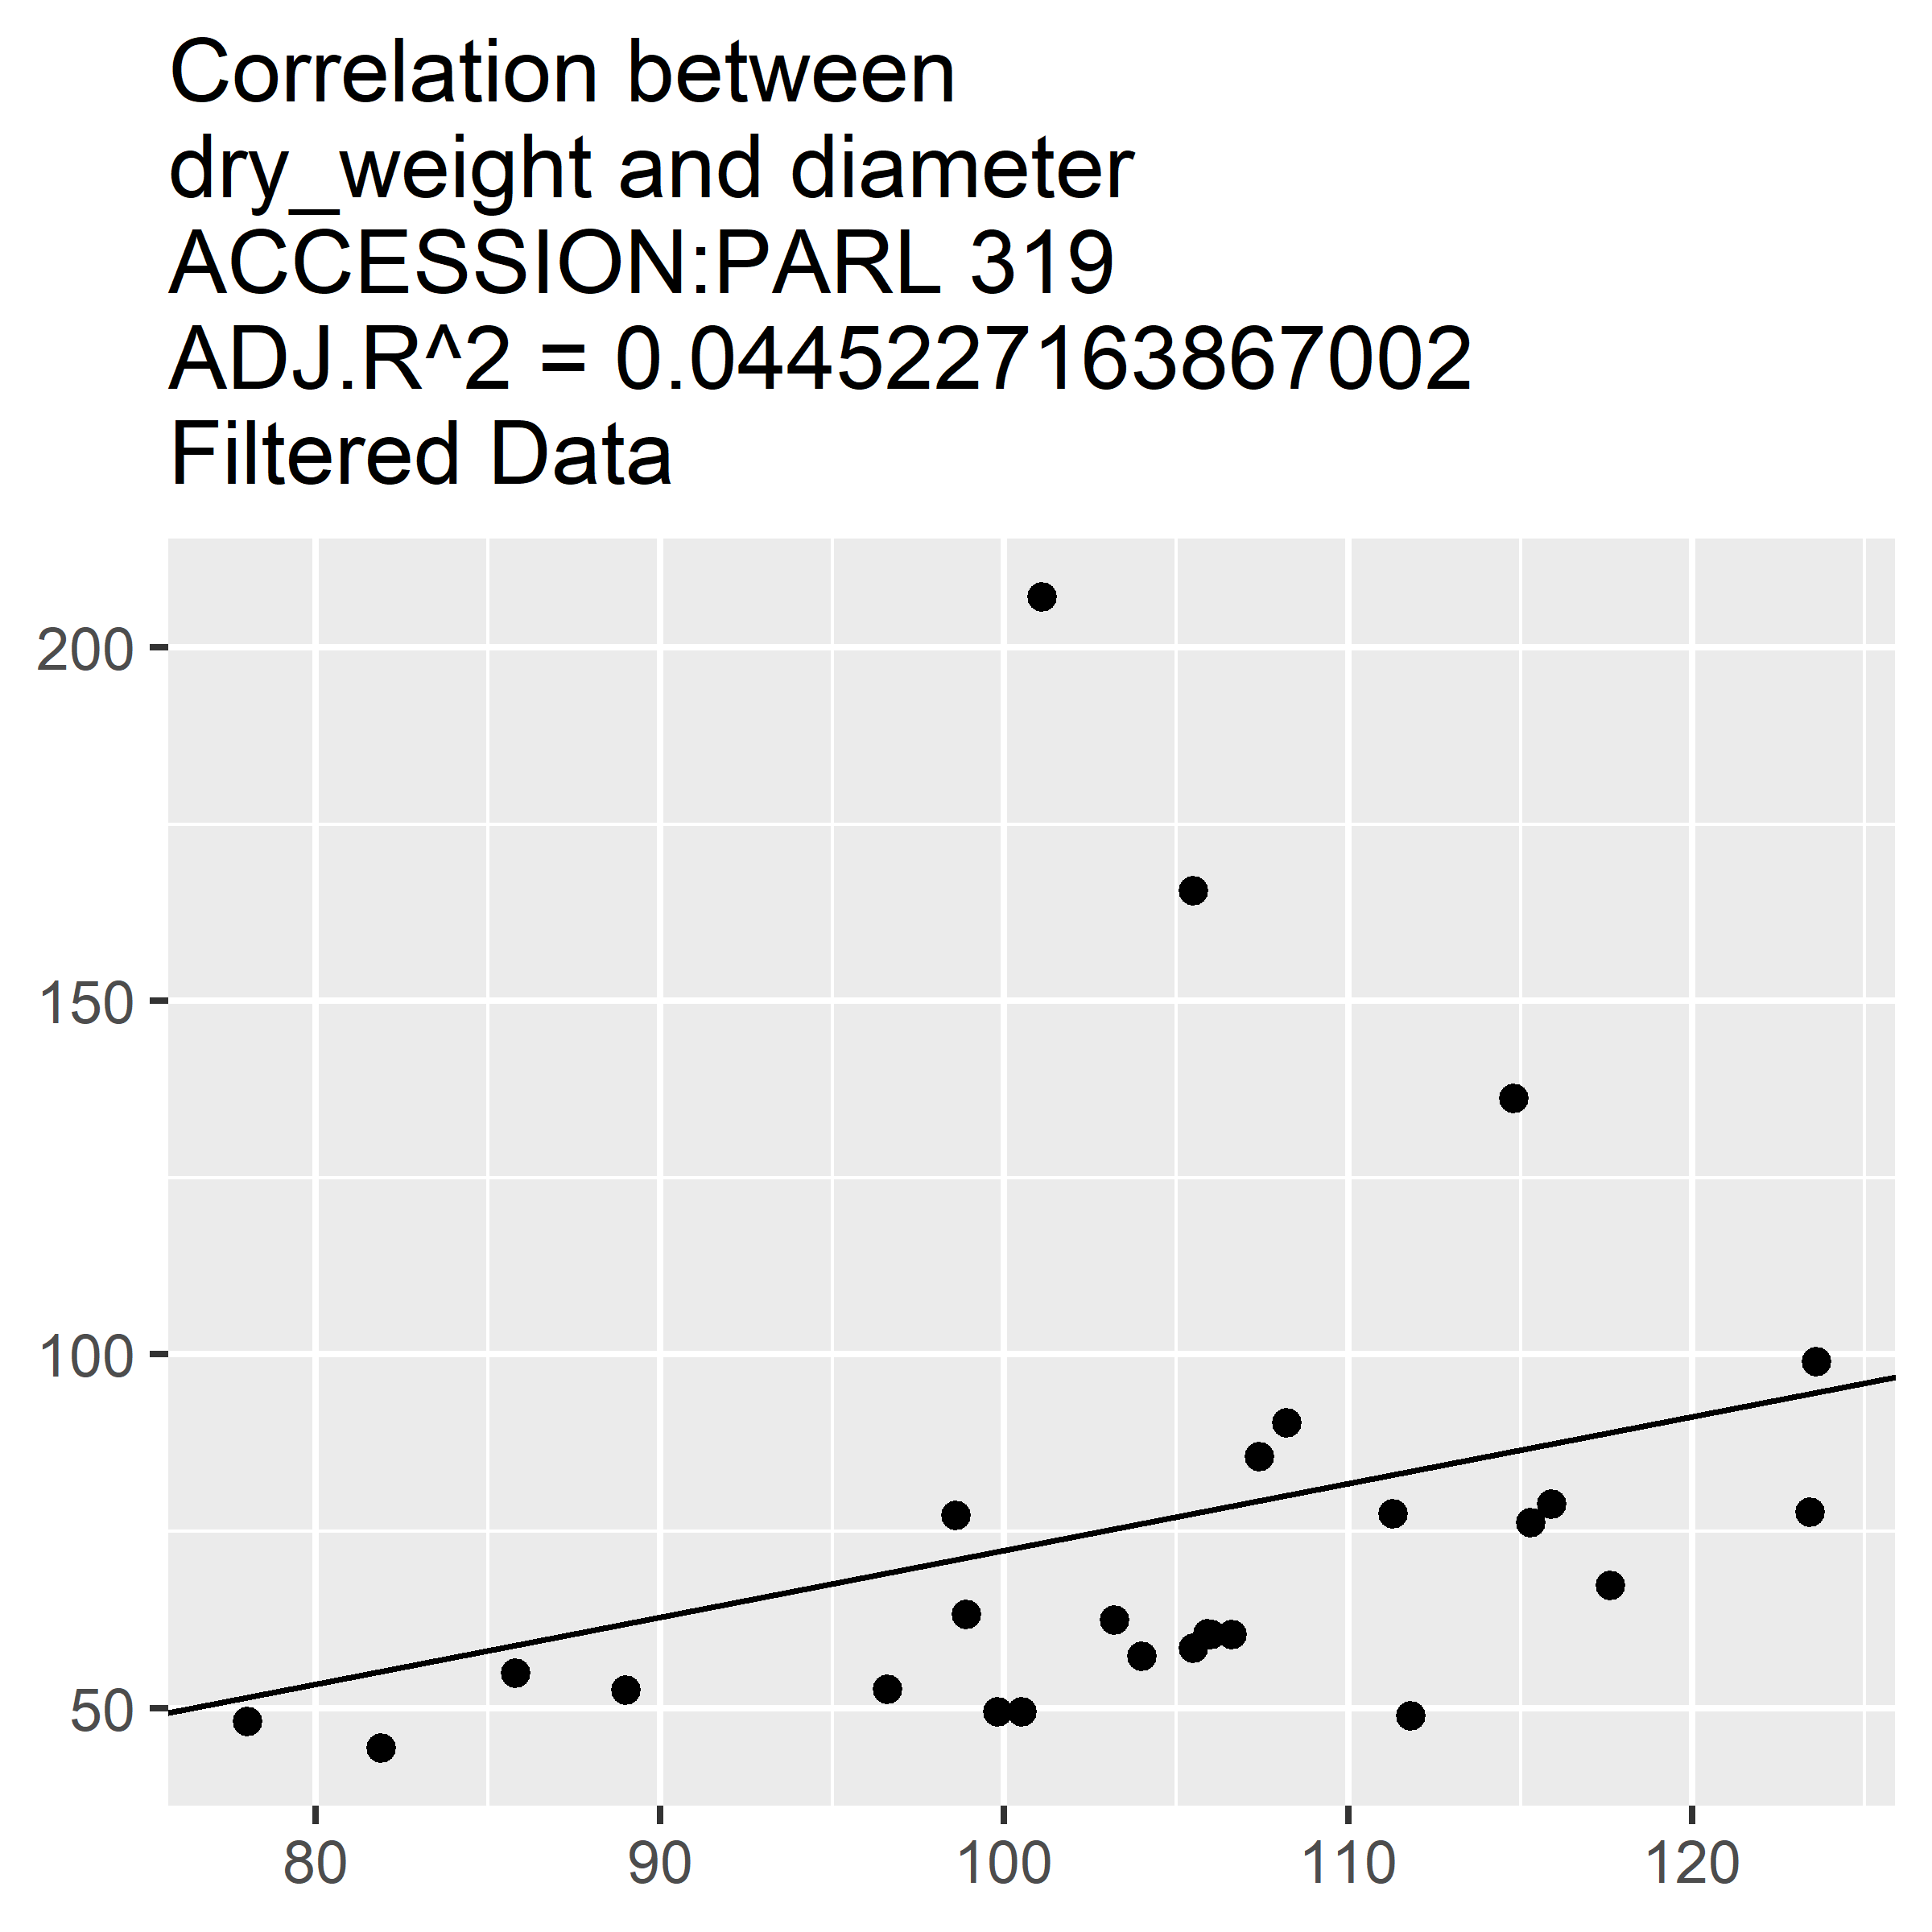 Correlation between
dry_weight and diameter
ACCESSION:PARL 319
ADJ.R^2 = 0.0445227163867002
Filtered Data
200
150
100
50
80 90 100 110 120